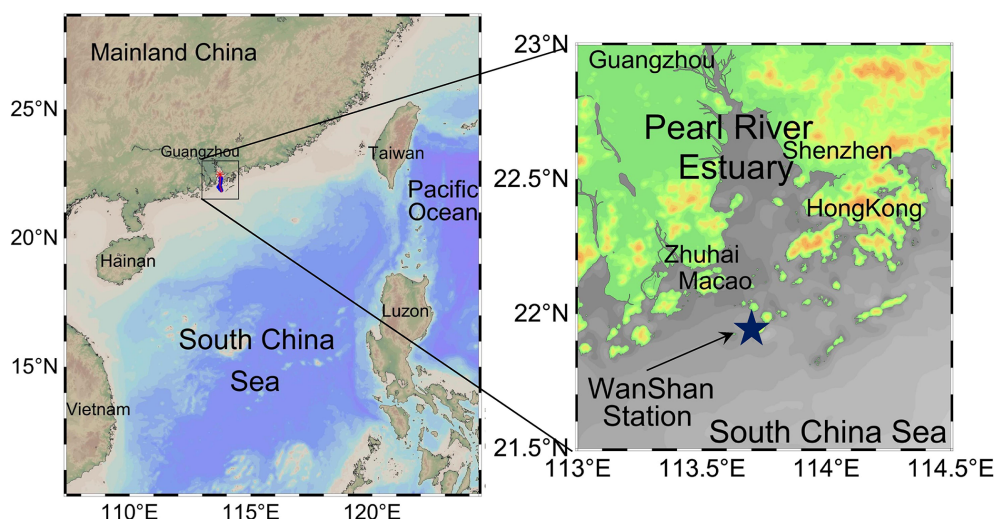 Mainland China
25°N
Guangzhou
Taiwan
Pacific
Ocean
20°N
Hainan
Luzon
South China
Sea
15°N
Vietnam
110°E
115°E
120°E
23°N
Guangzhou
Pearl River
Estuary
Shenzhen
22.5°N
HongKong
Zhuhai
Macao
22°N
WanShan
Station
South China Sea
21.5°N
113°E
113.5°E
114°E
114.5°E